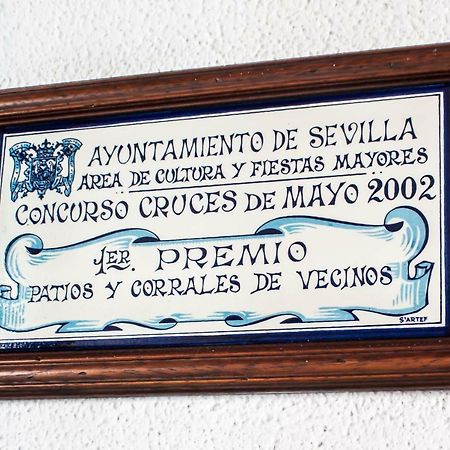 AYUNTAMIENTO DE SEVILLA
AREA DE CULTURA Y FIESTAS MAYORES
CONCURSO CRUCES DE MAYO 2002
1ER. PREMIO
PATIOS Y CORRALES DE VECINOS
S'ARTEF